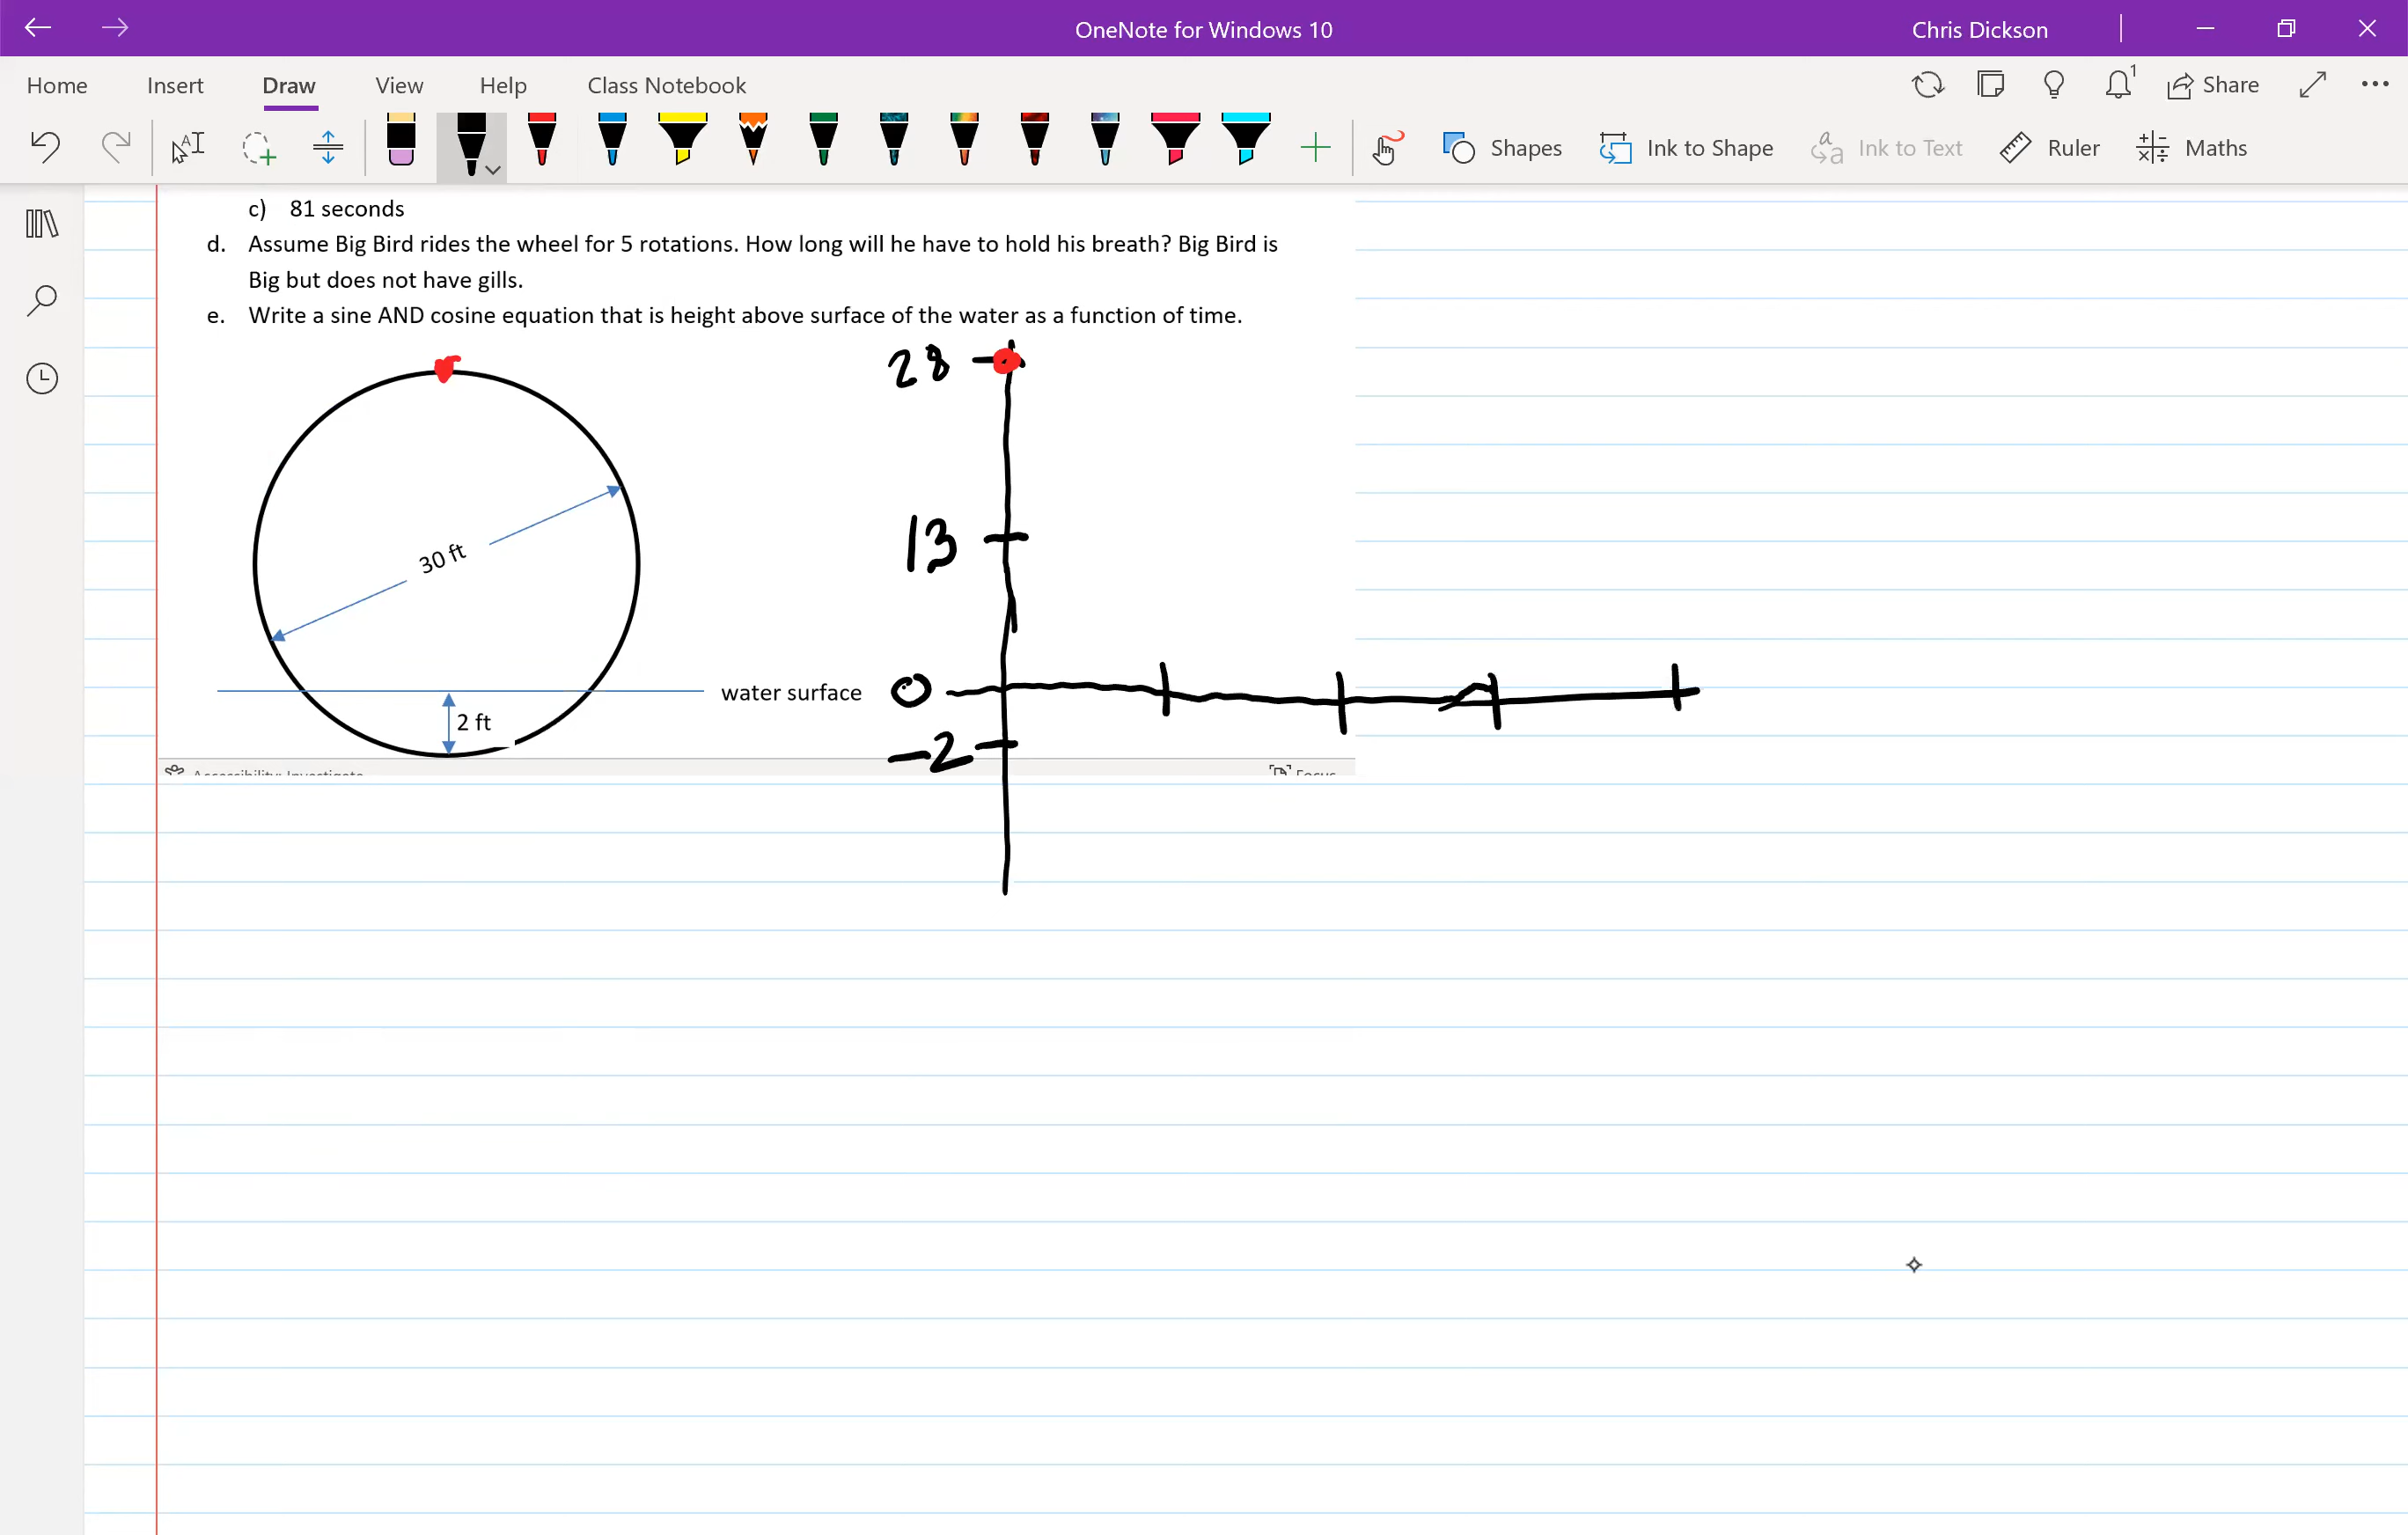 OneNote for Windows 10
Chris Dickson
Home Insert Draw View Help Class Notebook
1
Share
Shapes
Ink to Shape
Ink to Text
Ruler
Maths
c) 81 seconds
d. Assume Big Bird rides the wheel for 5 rotations. How long will he have to hold his breath? Big Bird is
Big but does not have gills.
e. Write a sine AND cosine equation that is height above surface of the water as a function of time.
28
13
30 ft
water surface
0
2 ft
-2
Accessibility: Investigate
Focus